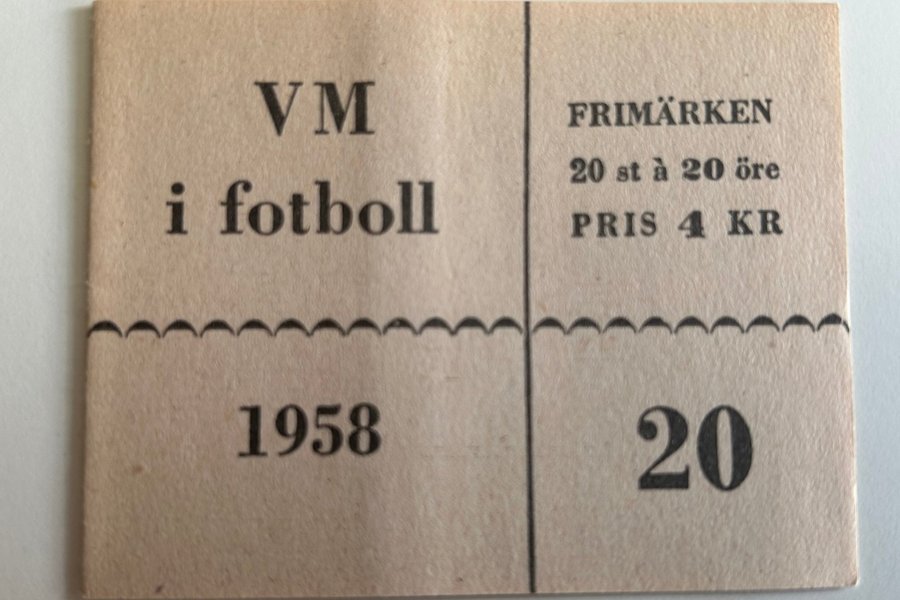 VM
i fotboll
1958
FRIMÄRKEN
20 st à 20 öre
PRIS 4 KR
20